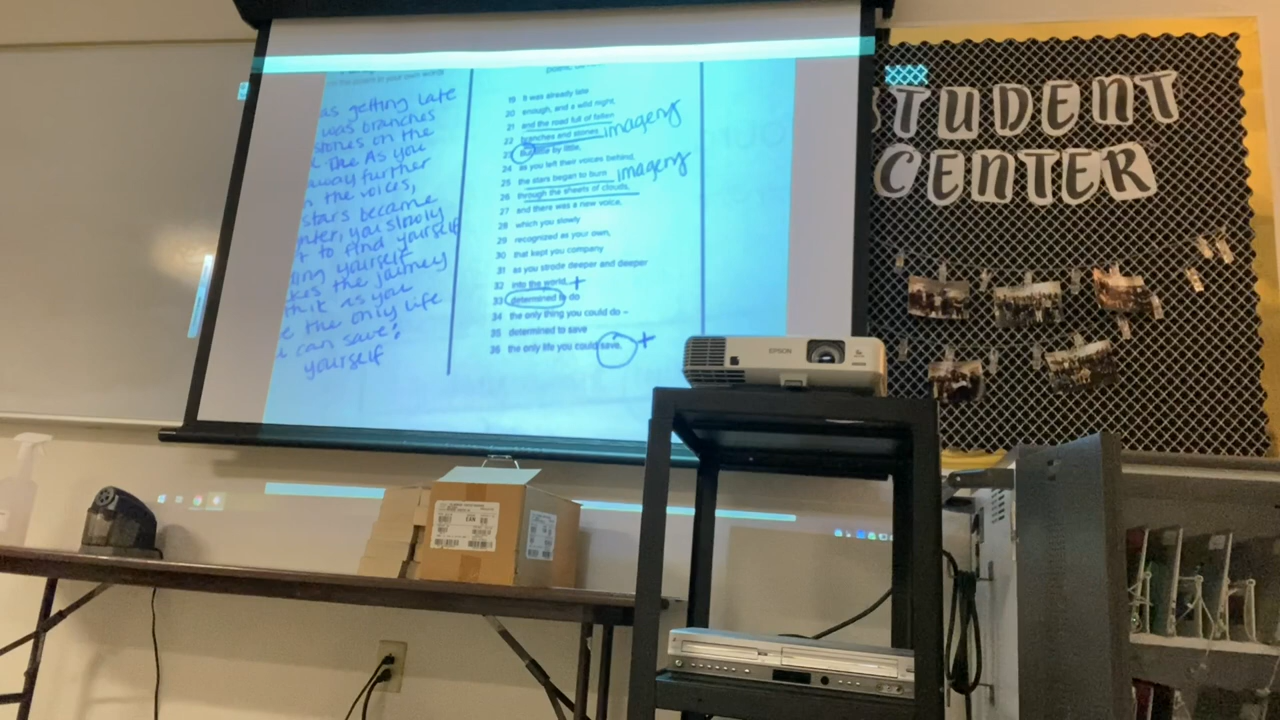 in your own words
as getting late
was branches
stones on the
the. As you
away further
the voices,
stars became
you slowly
to find yourself
yourself
the journey
as you
the only life
can save:
yourself
19 It was already late
20 enough, and a wild night,
21 and the road full of fallen
22 branches and stones. imagery
23 But little by little,
24 as you left their voices behind,
25 the stars began to burn imagery
26 through the sheets of clouds,
27 and there was a new voice,
28 which you slowly
29 recognized as your own,
30 that kept you company
31 as you strode deeper and deeper
32 into the world, +
33 determined to do
34 the only thing you could do –
35 determined to save
36 the only life you could save. +
STUDENT
CENTER
EPSON